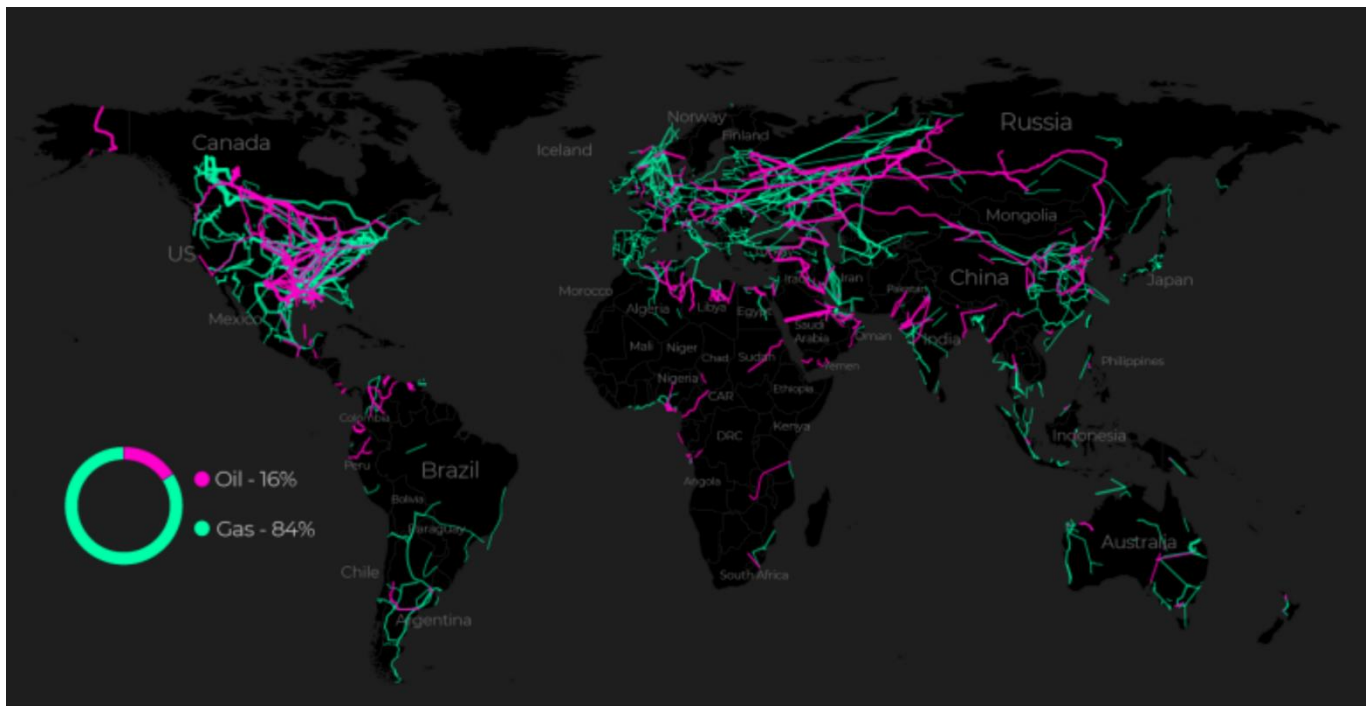 Norway
Finland
Russia
Canada
Iceland
Mongolia
US
China
Japan
Morocco
Iraq
Iran
Pakistan
Mexico
Algeria
Libya
Egypt
Saudi
Arabia
Oman
India
Mali
Niger
Chad
Sudan
Yemen
Philippines
Nigeria
CAR
Ethiopia
Colombia
DRC
Kenya
Indonesia
Peru
Brazil
Oil - 16%
Angola
Bolivia
Gas - 84%
Paraguay
Australia
Chile
South Africa
Argentina